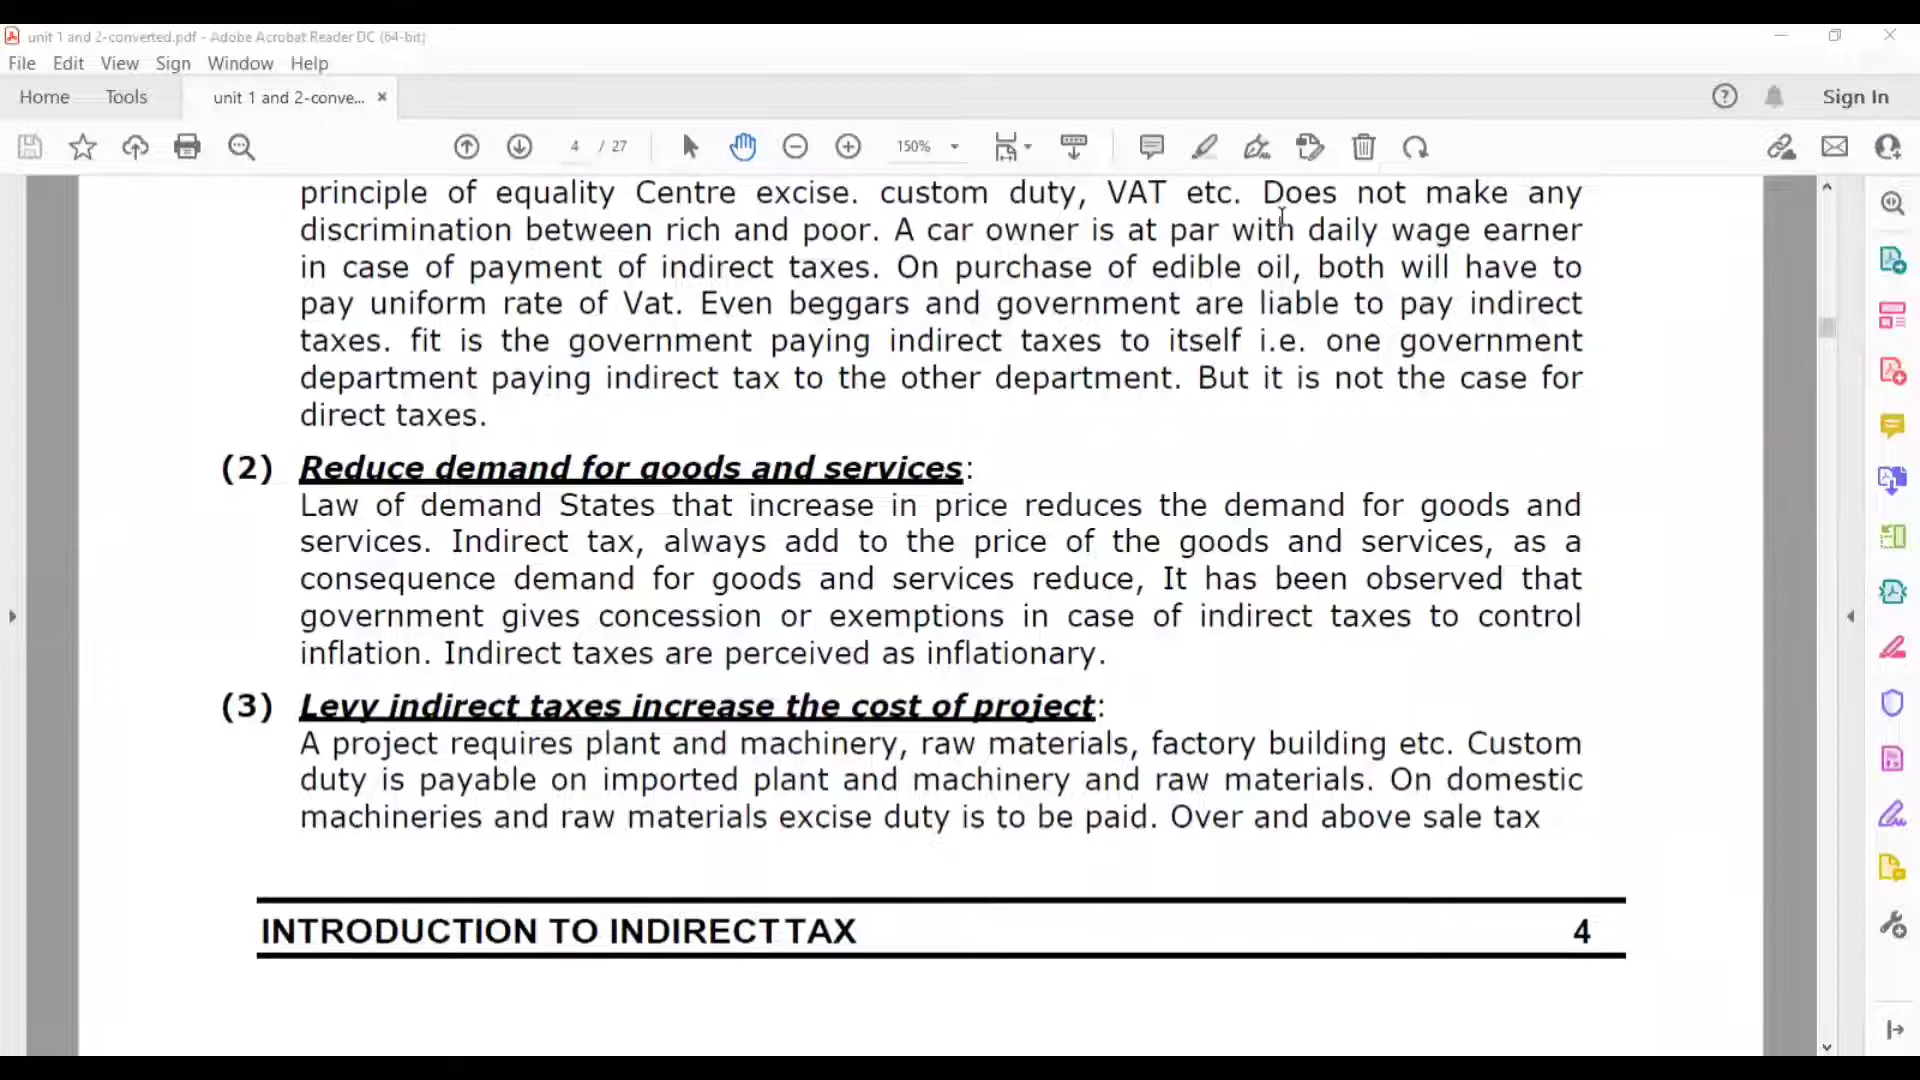 unit 1 and 2-converted.pdf - Adobe Acrobat Reader DC (64-bit)
File Edit View Sign Window Help
Home Tools unit 1 and 2-conve... Sign In
4 / 27 150%
principle of equality Centre excise. custom duty, VAT etc. Does not make any
discrimination between rich and poor. A car owner is at par with daily wage earner
in case of payment of indirect taxes. On purchase of edible oil, both will have to
pay uniform rate of Vat. Even beggars and government are liable to pay indirect
taxes. fit is the government paying indirect taxes to itself i.e. one government
department paying indirect tax to the other department. But it is not the case for
direct taxes.
(2) Reduce demand for goods and services:
Law of demand States that increase in price reduces the demand for goods and
services. Indirect tax, always add to the price of the goods and services, as a
consequence demand for goods and services reduce, It has been observed that
government gives concession or exemptions in case of indirect taxes to control
inflation. Indirect taxes are perceived as inflationary.
(3) Levy indirect taxes increase the cost of project:
A project requires plant and machinery, raw materials, factory building etc. Custom
duty is payable on imported plant and machinery and raw materials. On domestic
machineries and raw materials excise duty is to be paid. Over and above sale tax
INTRODUCTION TO INDIRECT TAX 4